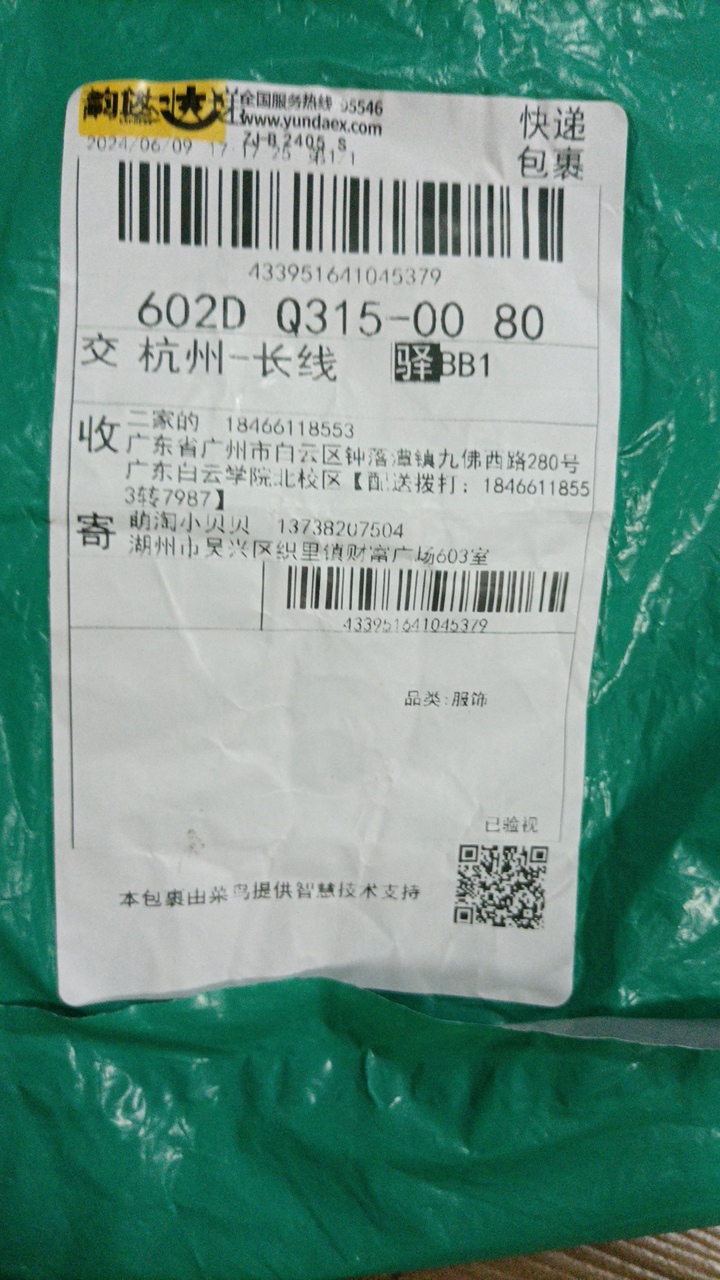 韵达快递
全国服务热线 95546
www.yundaex.com
ZJ-B 2405 S
快递
包裹
2024/06/09 17:17:25 第1/1
433951641045379
602D Q315-00 80
交 杭州-长线 驿 BB1
收 二家的 18466118553
广东省广州市白云区钟落潭镇九佛西路280号
广东白云学院北校区【配送拨打：1846611855
3转7987】
寄 萌淘小贝贝 13738207504
湖州市吴兴区织里镇财富广场603室
433951641045379
品类:服饰
已验视
本包裹由菜鸟提供智慧技术支持